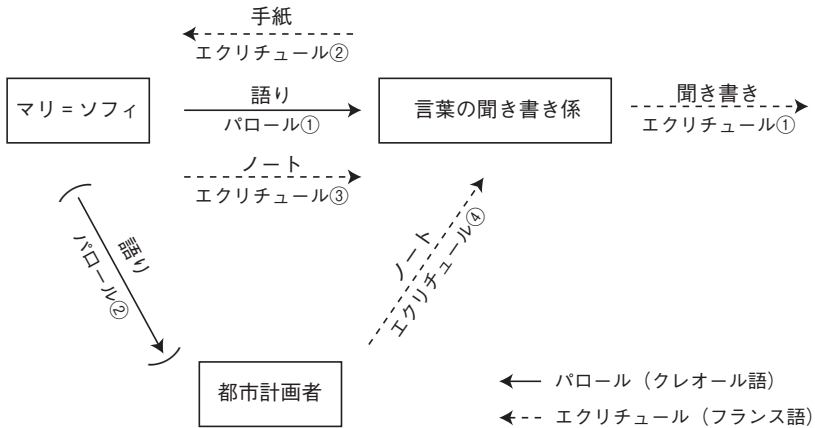 手紙
エクリチュール②
マリ = ソフィ
語り
パロール①
言葉の聞き書き係
聞き書き
エクリチュール①
ノート
エクリチュール③
語り
パロール②
ノート
エクリチュール④
都市計画者
パロール（クレオール語）
エクリチュール（フランス語）